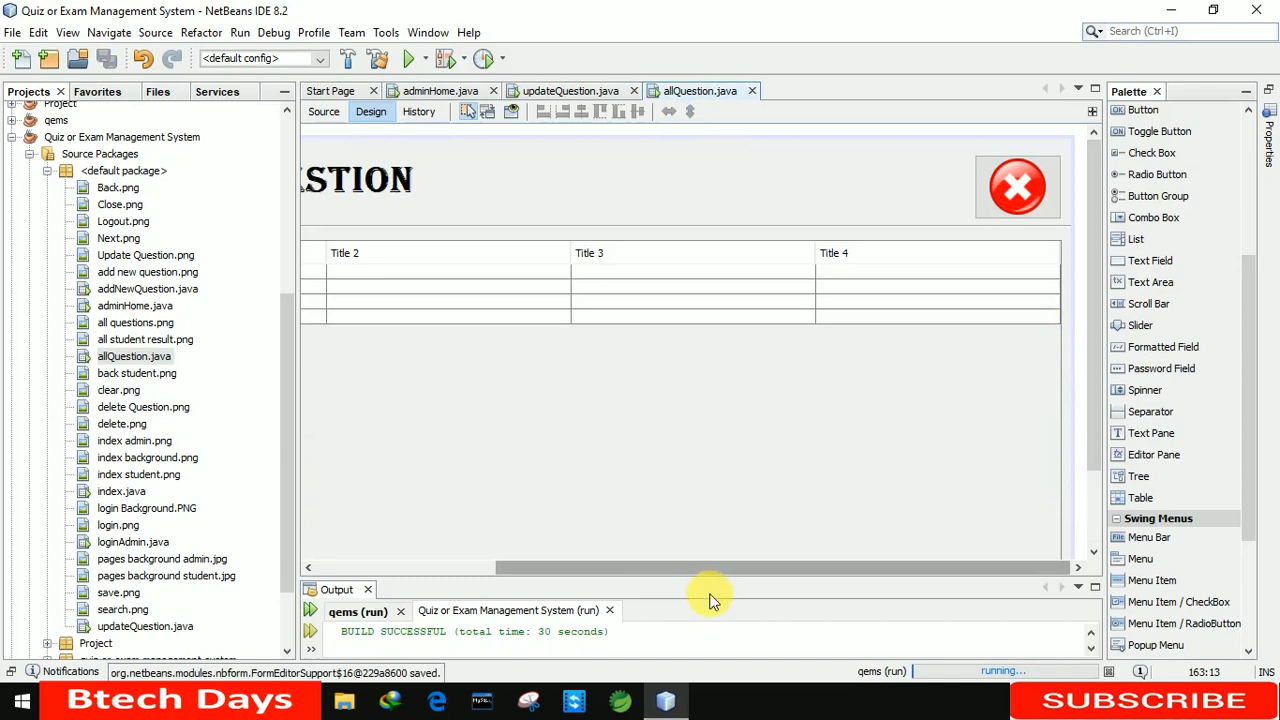 Quiz or Exam Management System - NetBeans IDE 8.2
File Edit View Navigate Source Refactor Run Debug Profile Team Tools Window Help
Search (Ctrl+I)
<default config>
Projects Favorites Files Services
Start Page adminHome.java updateQuestion.java allQuestion.java
Palette
Properties
Source Design History
Project
qems
Quiz or Exam Management System
Source Packages
<default package>
Back.png
Close.png
Logout.png
Next.png
Update Question.png
add new question.png
addNewQuestion.java
adminHome.java
all questions.png
all student result.png
allQuestion.java
back student.png
clear.png
delete Question.png
delete.png
index admin.png
index background.png
index student.png
index.java
login Background.PNG
login.png
loginAdmin.java
pages background admin.jpg
pages background student.jpg
save.png
search.png
updateQuestion.java
Project
STION
Title 2 Title 3 Title 4
Button
Toggle Button
Check Box
Radio Button
Button Group
Combo Box
List
Text Field
Text Area
Scroll Bar
Slider
Formatted Field
Password Field
Spinner
Separator
Text Pane
Editor Pane
Tree
Table
Swing Menus
Menu Bar
Menu
Menu Item
Menu Item / CheckBox
Menu Item / RadioButton
Popup Menu
Output
qems (run) Quiz or Exam Management System (run)
BUILD SUCCESSFUL (total time: 30 seconds)
Notifications org.netbeans.modules.nbform.FormEditorSupport$16@229a8600 saved. qems (run) running... 163:13 INS
Btech Days
SUBSCRIBE